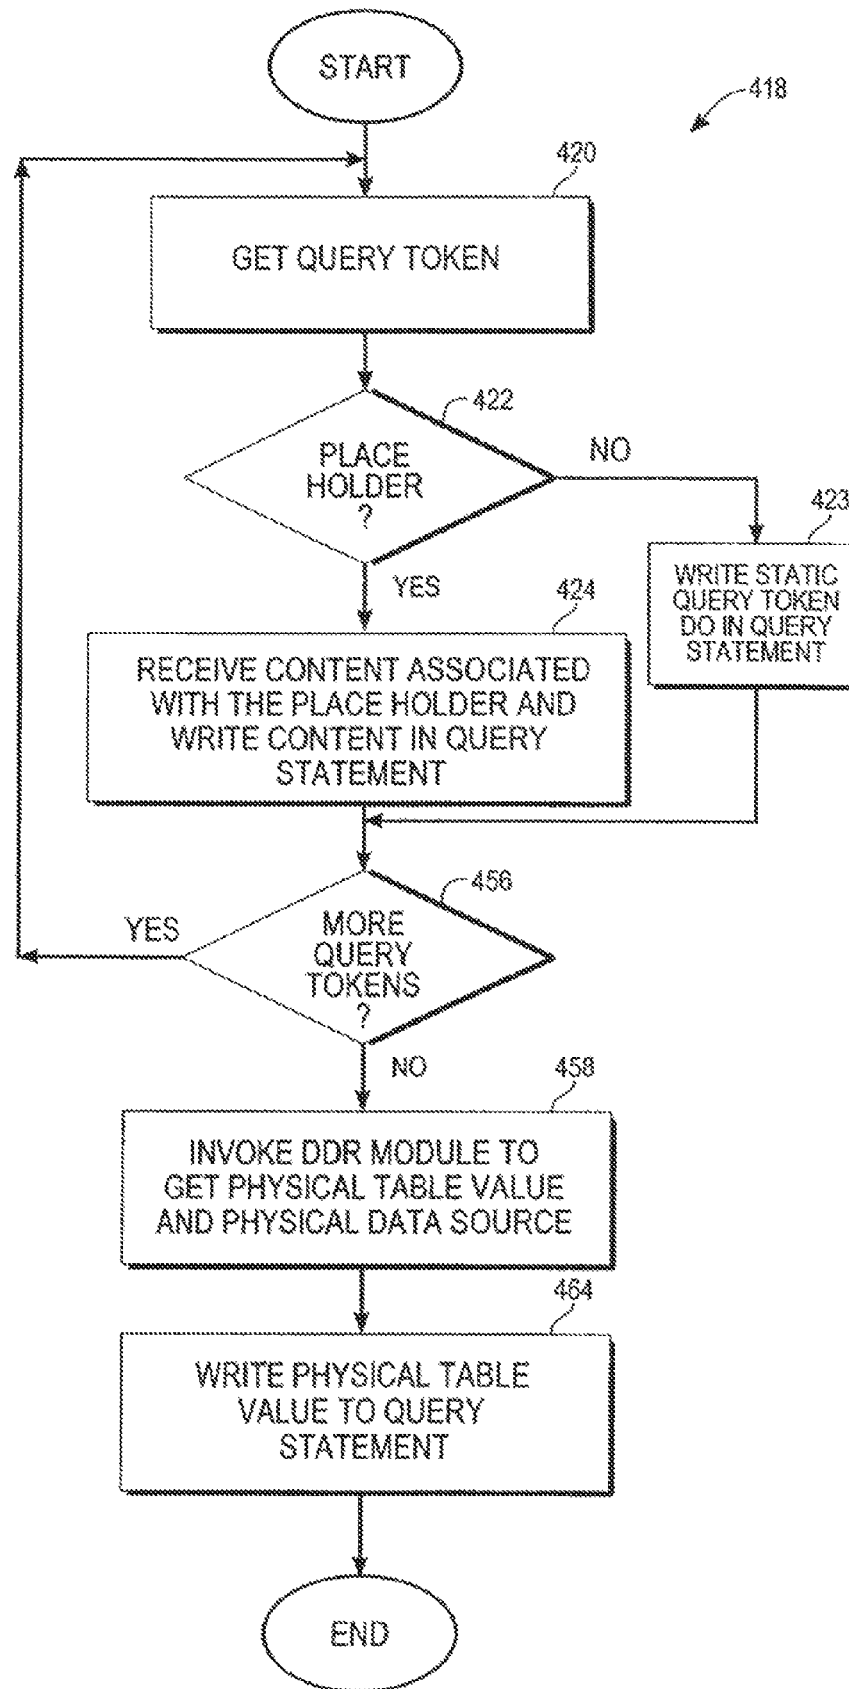 START
418
420
GET QUERY TOKEN
422
PLACE
HOLDER
?
NO
YES
423
WRITE STATIC
QUERY TOKEN
DO IN QUERY
STATEMENT
424
RECEIVE CONTENT ASSOCIATED
WITH THE PLACE HOLDER AND
WRITE CONTENT IN QUERY
STATEMENT
456
YES
MORE
QUERY
TOKENS
?
NO
458
INVOKE DDR MODULE TO
GET PHYSICAL TABLE VALUE
AND PHYSICAL DATA SOURCE
464
WRITE PHYSICAL TABLE
VALUE TO QUERY
STATEMENT
END